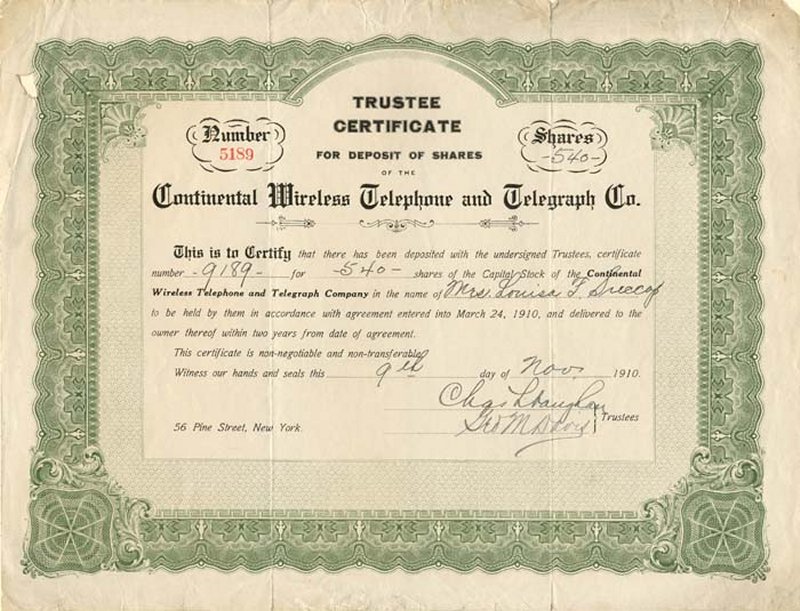 TRUSTEE
CERTIFICATE
Number
5189
Shares
-540-
FOR DEPOSIT OF SHARES
OF THE
Continental Wireless Telephone and Telegraph Co.
This is to Certify that there has been deposited with the undersigned Trustees, certificate
number -9189- for -540- shares of the Capital Stock of the Continental
Wireless Telephone and Telegraph Company in the name of Mrs. Louisa F.
to be held by them in accordance with agreement entered into March 24, 1910, and delivered to the
owner thereof within two years from date of agreement.
This certificate is non-negotiable and non-transferable.
Witness our hands and seals this 9th day of Nov. 1910.
Chas L Vaughan
Geo M Davis
Trustees
56 Pine Street, New York